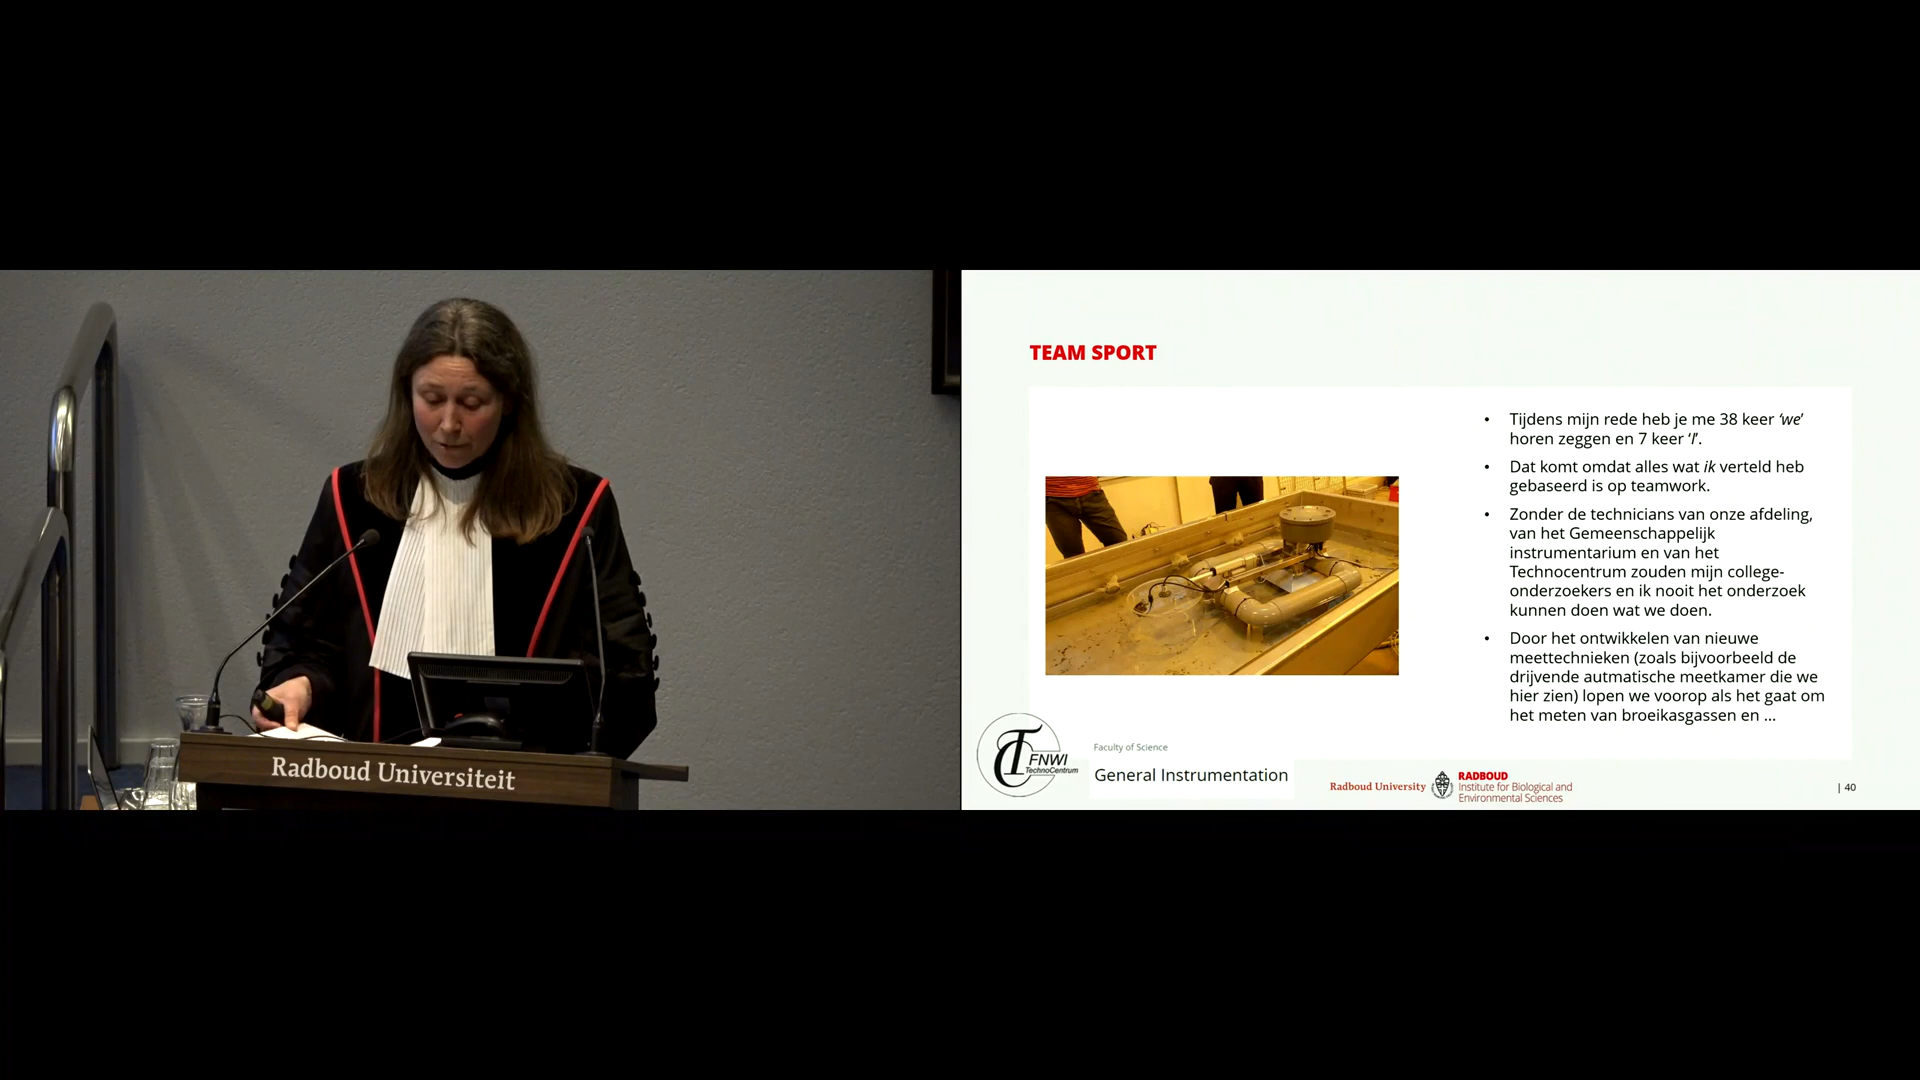 Radboud Universiteit
TEAM SPORT
• Tijdens mijn rede heb je me 38 keer ‘we’
horen zeggen en 7 keer ‘I’.
• Dat komt omdat alles wat ik verteld heb
gebaseerd is op teamwork.
• Zonder de technicians van onze afdeling,
van het Gemeenschappelijk
instrumentarium en van het
Technocentrum zouden mijn college-
onderzoekers en ik nooit het onderzoek
kunnen doen wat we doen.
• Door het ontwikkelen van nieuwe
meettechnieken (zoals bijvoorbeeld de
drijvende autmatische meetkamer die we
hier zien) lopen we voorop als het gaat om
het meten van broeikasgassen en ...
FNWI
TechnoCentrum
Faculty of Science
General Instrumentation
Radboud University
RADBOUD
Institute for Biological and
Environmental Sciences
| 40